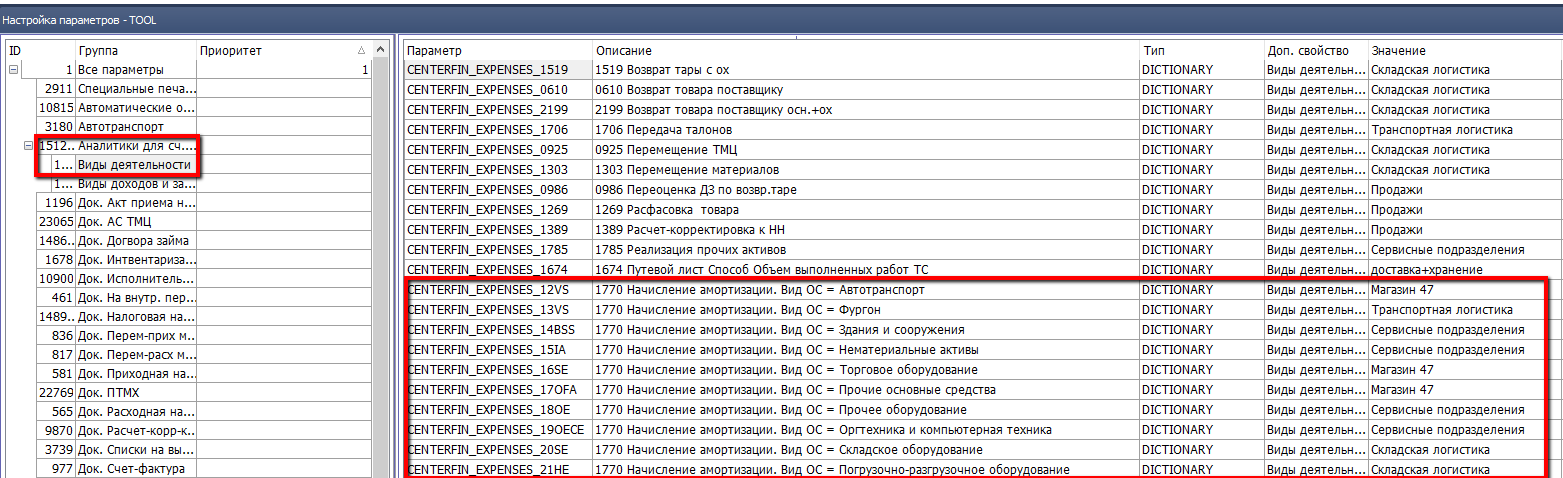 Настройка параметров - TOOL
ID Группа Приоритет
1 Все параметры 1
2911 Специальные печа...
10815 Автоматические о...
3180 Автотранспорт
1512.. Аналитики для сч....
1... Виды деятельности
1... Виды доходов и за...
1196 Док. Акт приема н...
23065 Док. АС ТМЦ
1486.. Док. Догвора займа
1678 Док. Интвентариза...
10900 Док. Исполнитель...
461 Док. На внутр. пер...
1489.. Док. Налоговая на...
836 Док. Перем-прих м...
817 Док. Перем-расх м...
581 Док. Приходная на...
22769 Док. ПТМХ
565 Док. Расходная на...
9870 Док. Расчет-корр-к...
3739 Док. Списки на вы...
977 Док. Счет-фактура
Параметр Описание Тип Доп. свойство Значение
CENTERFIN_EXPENSES_1519 1519 Возврат тары с ох DICTIONARY Виды деятельн... Складская логистика
CENTERFIN_EXPENSES_0610 0610 Возврат товара поставщику DICTIONARY Виды деятельн... Складская логистика
CENTERFIN_EXPENSES_2199 2199 Возврат товара поставщику осн.+ох DICTIONARY Виды деятельн... Складская логистика
CENTERFIN_EXPENSES_1706 1706 Передача талонов DICTIONARY Виды деятельн... Транспортная логистика
CENTERFIN_EXPENSES_0925 0925 Перемещение ТМЦ DICTIONARY Виды деятельн... Складская логистика
CENTERFIN_EXPENSES_1303 1303 Перемещение материалов DICTIONARY Виды деятельн... Складская логистика
CENTERFIN_EXPENSES_0986 0986 Переоценка ДЗ по возвр.таре DICTIONARY Виды деятельн... Продажи
CENTERFIN_EXPENSES_1269 1269 Расфасовка товара DICTIONARY Виды деятельн... Продажи
CENTERFIN_EXPENSES_1389 1389 Расчет-корректировка к НН DICTIONARY Виды деятельн... Продажи
CENTERFIN_EXPENSES_1785 1785 Реализация прочих активов DICTIONARY Виды деятельн... Сервисные подразделения
CENTERFIN_EXPENSES_1674 1674 Путевой лист Способ Объем выполненных работ ТС DICTIONARY Виды деятельн... доставка+хранение
CENTERFIN_EXPENSES_12VS 1770 Начисление амортизации. Вид ОС = Автотранспорт DICTIONARY Виды деятельн... Магазин 47
CENTERFIN_EXPENSES_13VS 1770 Начисление амортизации. Вид ОС = Фургон DICTIONARY Виды деятельн... Транспортная логистика
CENTERFIN_EXPENSES_14BSS 1770 Начисление амортизации. Вид ОС = Здания и сооружения DICTIONARY Виды деятельн... Сервисные подразделения
CENTERFIN_EXPENSES_15IA 1770 Начисление амортизации. Вид ОС = Нематериальные активы DICTIONARY Виды деятельн... Сервисные подразделения
CENTERFIN_EXPENSES_16SE 1770 Начисление амортизации. Вид ОС = Торговое оборудование DICTIONARY Виды деятельн... Магазин 47
CENTERFIN_EXPENSES_17OFA 1770 Начисление амортизации. Вид ОС = Прочие основные средства DICTIONARY Виды деятельн... Магазин 47
CENTERFIN_EXPENSES_18OE 1770 Начисление амортизации. Вид ОС = Прочее оборудование DICTIONARY Виды деятельн... Сервисные подразделения
CENTERFIN_EXPENSES_19OECE 1770 Начисление амортизации. Вид ОС = Оргтехника и компьютерная техника DICTIONARY Виды деятельн... Сервисные подразделения
CENTERFIN_EXPENSES_20SE 1770 Начисление амортизации. Вид ОС = Складское оборудование DICTIONARY Виды деятельн... Складская логистика
CENTERFIN_EXPENSES_21HE 1770 Начисление амортизации. Вид ОС = Погрузочно-разгрузочное оборудование DICTIONARY Виды деятельн... Складская логистика